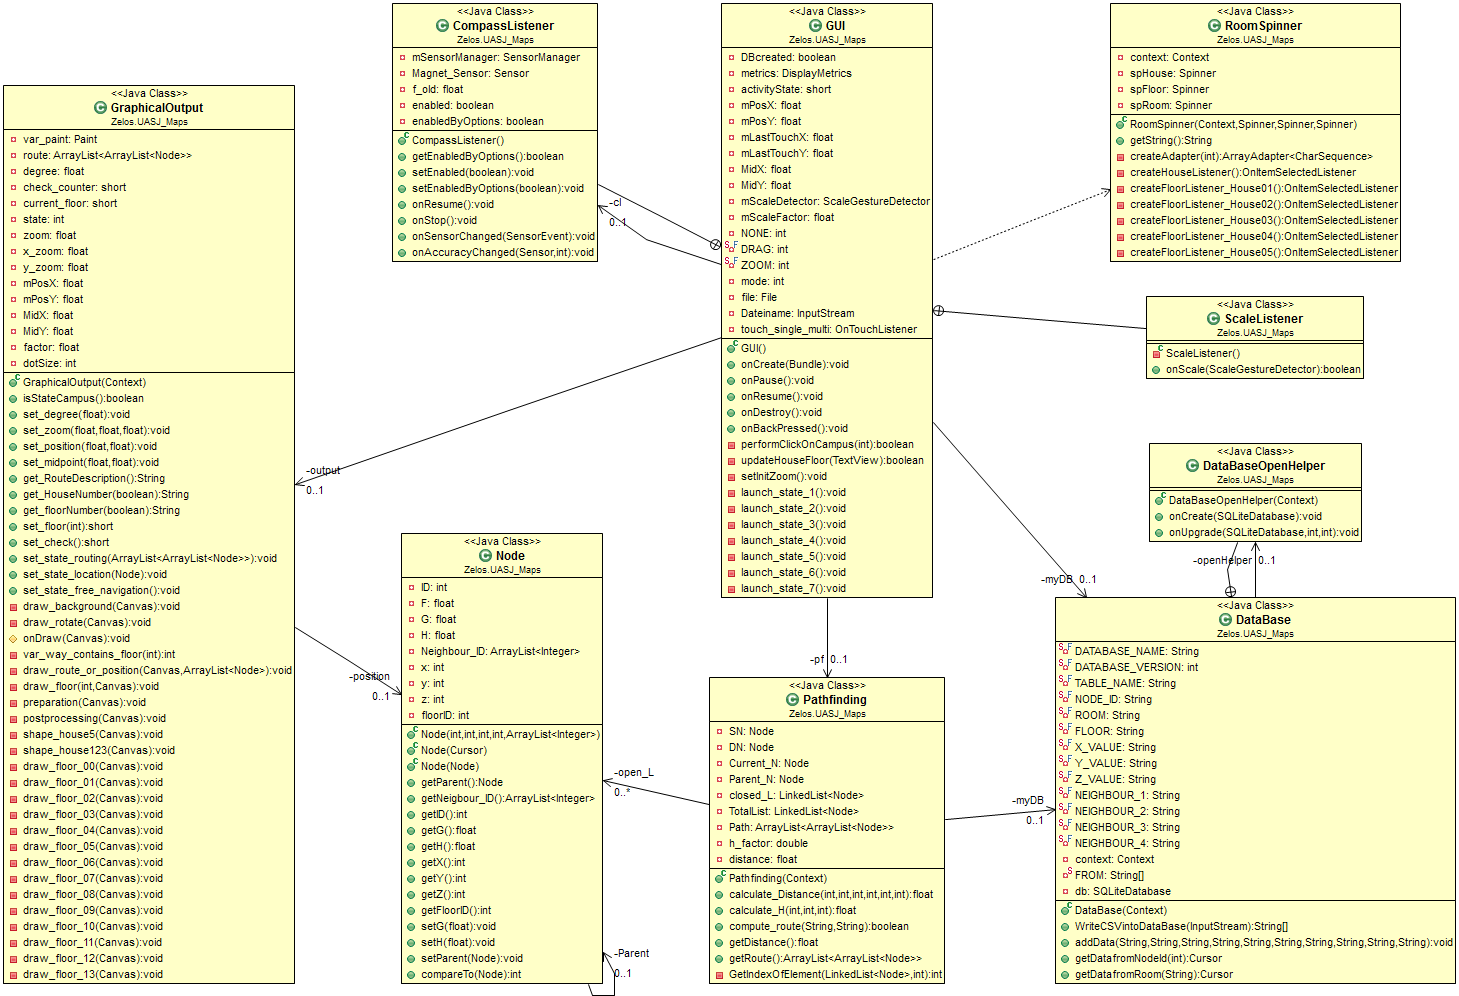 <<Java Class>>
GraphicalOutput
Zelos.UASJ_Maps
var_paint: Paint
route: ArrayList<ArrayList<Node>>
degree: float
check_counter: short
current_floor: short
state: int
zoom: float
x_zoom: float
y_zoom: float
mPosX: float
mPosY: float
MidX: float
MidY: float
factor: float
dotSize: int
GraphicalOutput(Context)
isStateCampus():boolean
set_degree(float):void
set_zoom(float,float,float):void
set_position(float,float):void
set_midpoint(float,float):void
get_RouteDescription():String
get_HouseNumber(boolean):String
get_floorNumber(boolean):String
set_floor(int):short
set_check():short
set_state_routing(ArrayList<ArrayList<Node>>):void
set_state_location(Node):void
set_state_free_navigation():void
draw_background(Canvas):void
draw_rotate(Canvas):void
onDraw(Canvas):void
var_way_contains_floor(int):int
draw_route_or_position(Canvas,ArrayList<Node>):void
draw_floor(int,Canvas):void
preparation(Canvas):void
postprocessing(Canvas):void
shape_house5(Canvas):void
shape_house123(Canvas):void
draw_floor_00(Canvas):void
draw_floor_01(Canvas):void
draw_floor_02(Canvas):void
draw_floor_03(Canvas):void
draw_floor_04(Canvas):void
draw_floor_05(Canvas):void
draw_floor_06(Canvas):void
draw_floor_07(Canvas):void
draw_floor_08(Canvas):void
draw_floor_09(Canvas):void
draw_floor_10(Canvas):void
draw_floor_11(Canvas):void
draw_floor_12(Canvas):void
draw_floor_13(Canvas):void
<<Java Class>>
CompassListener
Zelos.UASJ_Maps
mSensorManager: SensorManager
Magnet_Sensor: Sensor
f_old: float
enabled: boolean
enabledByOptions: boolean
CompassListener()
getEnabledByOptions():boolean
setEnabled(boolean):void
setEnabledByOptions(boolean):void
onResume():void
onStop():void
onSensorChanged(SensorEvent):void
onAccuracyChanged(Sensor,int):void
-cl
0..1
<<Java Class>>
GUI
Zelos.UASJ_Maps
DBcreated: boolean
metrics: DisplayMetrics
activityState: short
mPosX: float
mPosY: float
mLastTouchX: float
mLastTouchY: float
MidX: float
MidY: float
mScaleDetector: ScaleGestureDetector
mScaleFactor: float
NONE: int
DRAG: int
ZOOM: int
mode: int
file: File
Dateiname: InputStream
touch_single_multi: OnTouchListener
GUI()
onCreate(Bundle):void
onPause():void
onResume():void
onDestroy():void
onBackPressed():void
performClickOnCampus(int):boolean
updateHouseFloor(TextView):boolean
setInitZoom():void
launch_state_1():void
launch_state_2():void
launch_state_3():void
launch_state_4():void
launch_state_5():void
launch_state_6():void
launch_state_7():void
<<Java Class>>
RoomSpinner
Zelos.UASJ_Maps
context: Context
spHouse: Spinner
spFloor: Spinner
spRoom: Spinner
RoomSpinner(Context,Spinner,Spinner,Spinner)
getString():String
createAdapter(int):ArrayAdapter<CharSequence>
createHouseListener():OnItemSelectedListener
createFloorListener_House01():OnItemSelectedListener
createFloorListener_House02():OnItemSelectedListener
createFloorListener_House03():OnItemSelectedListener
createFloorListener_House04():OnItemSelectedListener
createFloorListener_House05():OnItemSelectedListener
<<Java Class>>
ScaleListener
Zelos.UASJ_Maps
ScaleListener()
onScale(ScaleGestureDetector):boolean
<<Java Class>>
DataBaseOpenHelper
Zelos.UASJ_Maps
DataBaseOpenHelper(Context)
onCreate(SQLiteDatabase):void
onUpgrade(SQLiteDatabase,int,int):void
-openHelper
0..1
-output
0..1
-position
0..1
-myDB 0..1
-pf 0..1
<<Java Class>>
Node
Zelos.UASJ_Maps
ID: int
F: float
G: float
H: float
Neighbour_ID: ArrayList<Integer>
x: int
y: int
z: int
floorID: int
Node(int,int,int,int,ArrayList<Integer>)
Node(Cursor)
Node(Node)
getParent():Node
getNeigbour_ID():ArrayList<Integer>
getID():int
getG():float
getH():float
getX():int
getY():int
getZ():int
getFloorID():int
setG(float):void
setH(float):void
setParent(Node):void
compareTo(Node):int
-Parent
0..1
-open_L
0..*
<<Java Class>>
Pathfinding
Zelos.UASJ_Maps
SN: Node
DN: Node
Current_N: Node
Parent_N: Node
closed_L: LinkedList<Node>
TotalList: LinkedList<Node>
Path: ArrayList<ArrayList<Node>>
h_factor: double
distance: float
Pathfinding(Context)
calculate_Distance(int,int,int,int,int,int):float
calculate_H(int,int,int):float
compute_route(String,String):boolean
getDistance():float
getRoute():ArrayList<ArrayList<Node>>
GetIndexOfElement(LinkedList<Node>,int):int
-myDB
0..1
<<Java Class>>
DataBase
Zelos.UASJ_Maps
DATABASE_NAME: String
DATABASE_VERSION: int
TABLE_NAME: String
NODE_ID: String
ROOM: String
FLOOR: String
X_VALUE: String
Y_VALUE: String
Z_VALUE: String
NEIGHBOUR_1: String
NEIGHBOUR_2: String
NEIGHBOUR_3: String
NEIGHBOUR_4: String
context: Context
FROM: String[]
db: SQLiteDatabase
DataBase(Context)
WriteCSVintoDataBase(InputStream):String[]
addData(String,String,String,String,String,String,String,String,String,String):void
getDatafromNodeId(int):Cursor
getDatafromRoom(String):Cursor